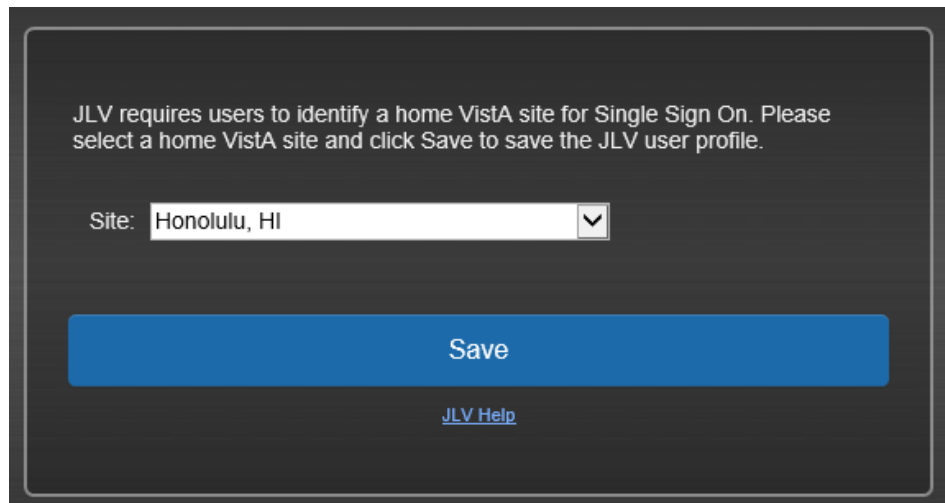 JLV requires users to identify a home VistA site for Single Sign On. Please
select a home VistA site and click Save to save the JLV user profile.
Site: Honolulu, HI
Save
JLV Help